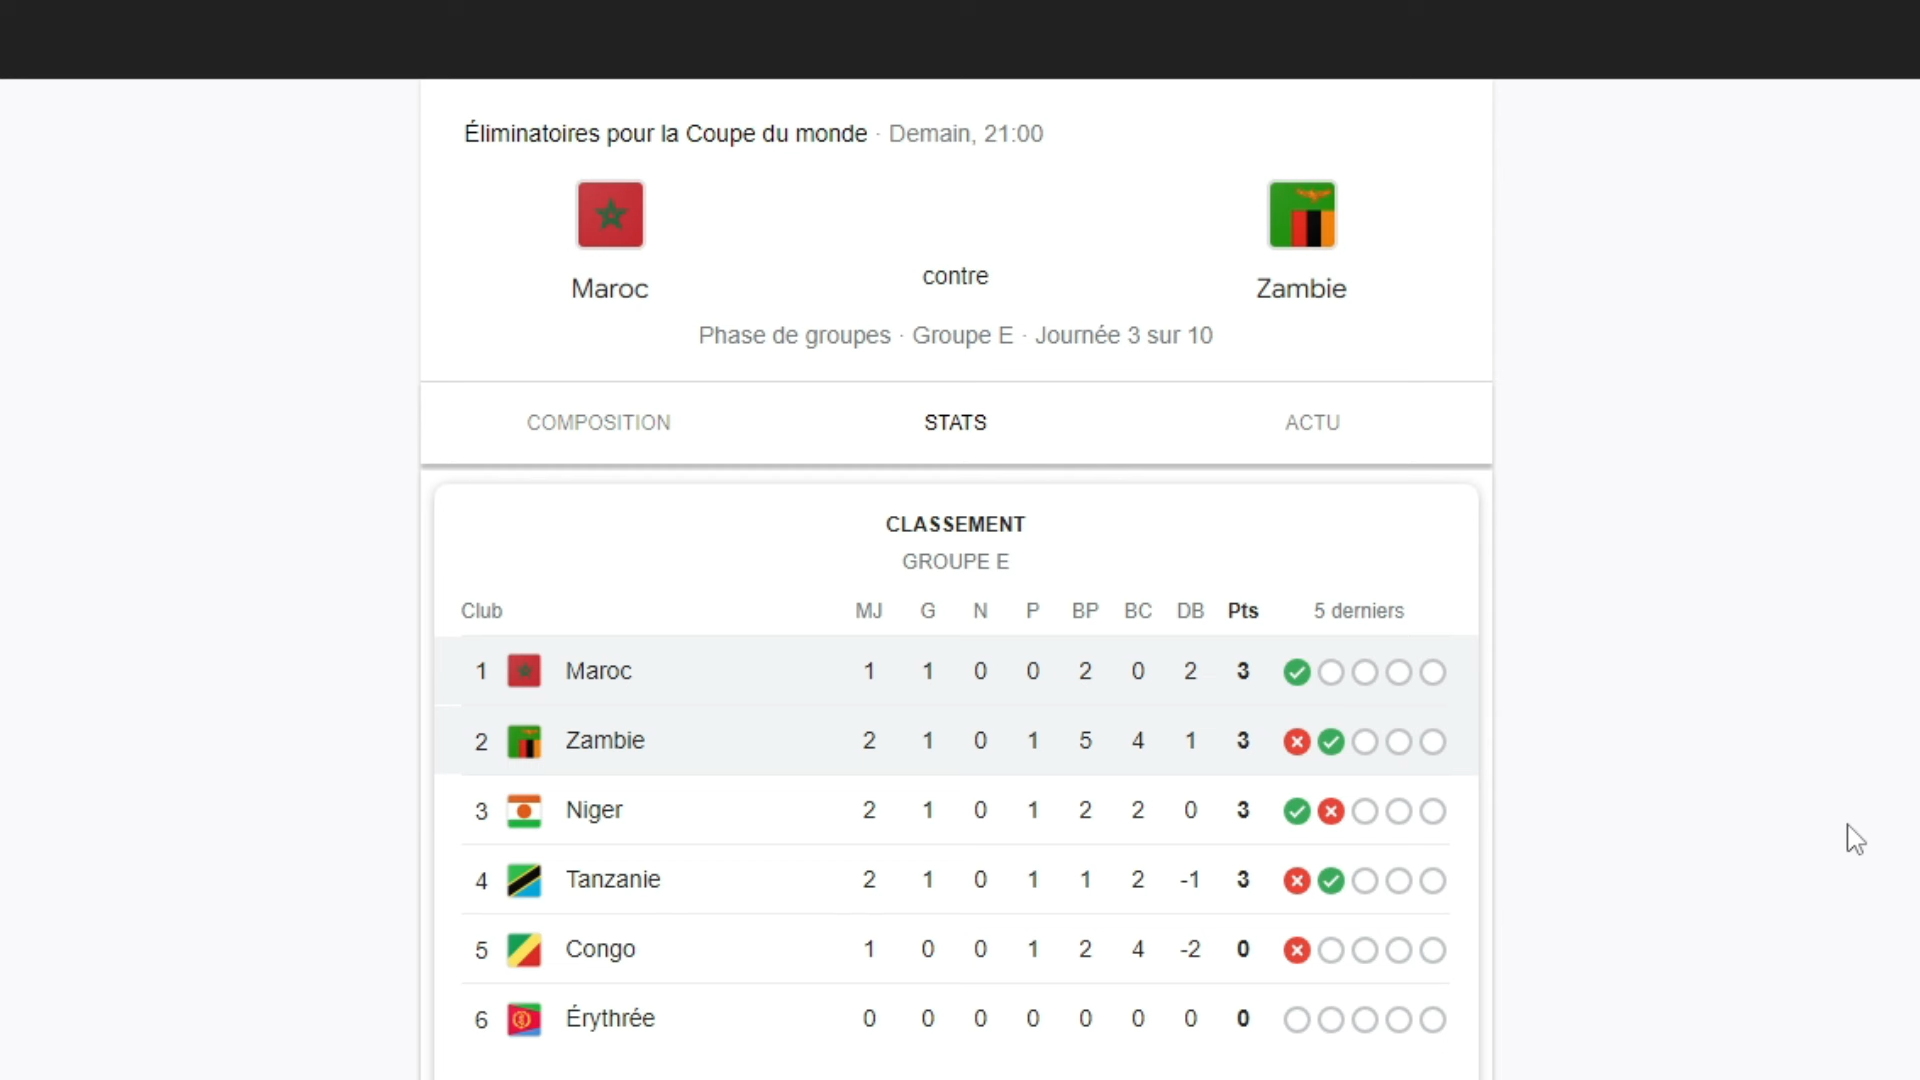 Éliminatoires pour la Coupe du monde · Demain, 21:00
Maroc contre Zambie
Phase de groupes · Groupe E · Journée 3 sur 10
COMPOSITION STATS ACTU
CLASSEMENT
GROUPE E
Club MJ G N P BP BC DB Pts 5 derniers
1 Maroc 1 1 0 0 2 0 2 3
2 Zambie 2 1 0 1 5 4 1 3
3 Niger 2 1 0 1 2 2 0 3
4 Tanzanie 2 1 0 1 1 2 -1 3
5 Congo 1 0 0 1 2 4 -2 0
6 Érythrée 0 0 0 0 0 0 0 0